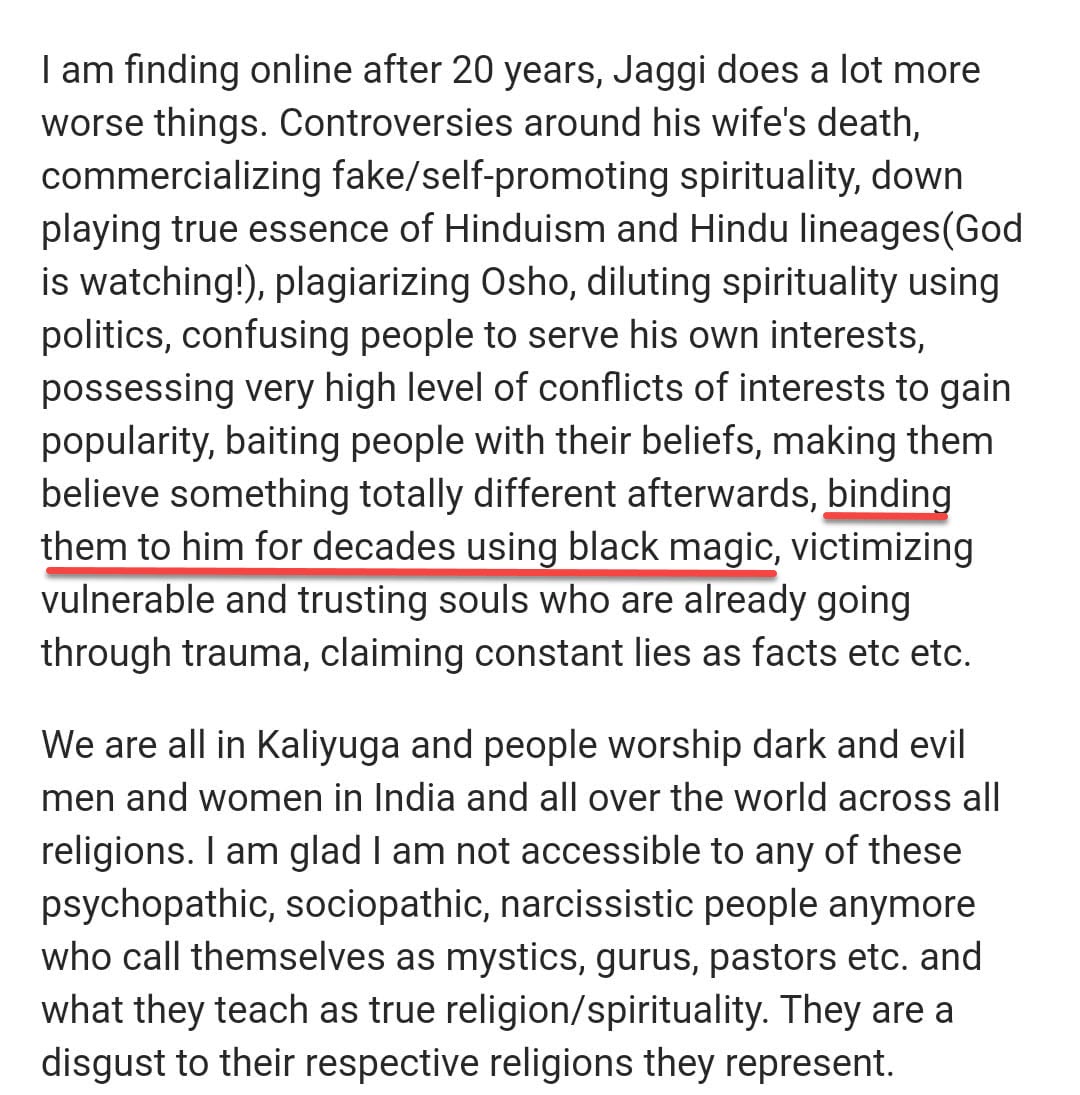 I am finding online after 20 years, Jaggi does a lot more
worse things. Controversies around his wife's death,
commercializing fake/self-promoting spirituality, down
playing true essence of Hinduism and Hindu lineages(God
is watching!), plagiarizing Osho, diluting spirituality using
politics, confusing people to serve his own interests,
possessing very high level of conflicts of interests to gain
popularity, baiting people with their beliefs, making them
believe something totally different afterwards, binding
them to him for decades using black magic, victimizing
vulnerable and trusting souls who are already going
through trauma, claiming constant lies as facts etc etc.
We are all in Kaliyuga and people worship dark and evil
men and women in India and all over the world across all
religions. I am glad I am not accessible to any of these
psychopathic, sociopathic, narcissistic people anymore
who call themselves as mystics, gurus, pastors etc. and
what they teach as true religion/spirituality. They are a
disgust to their respective religions they represent.